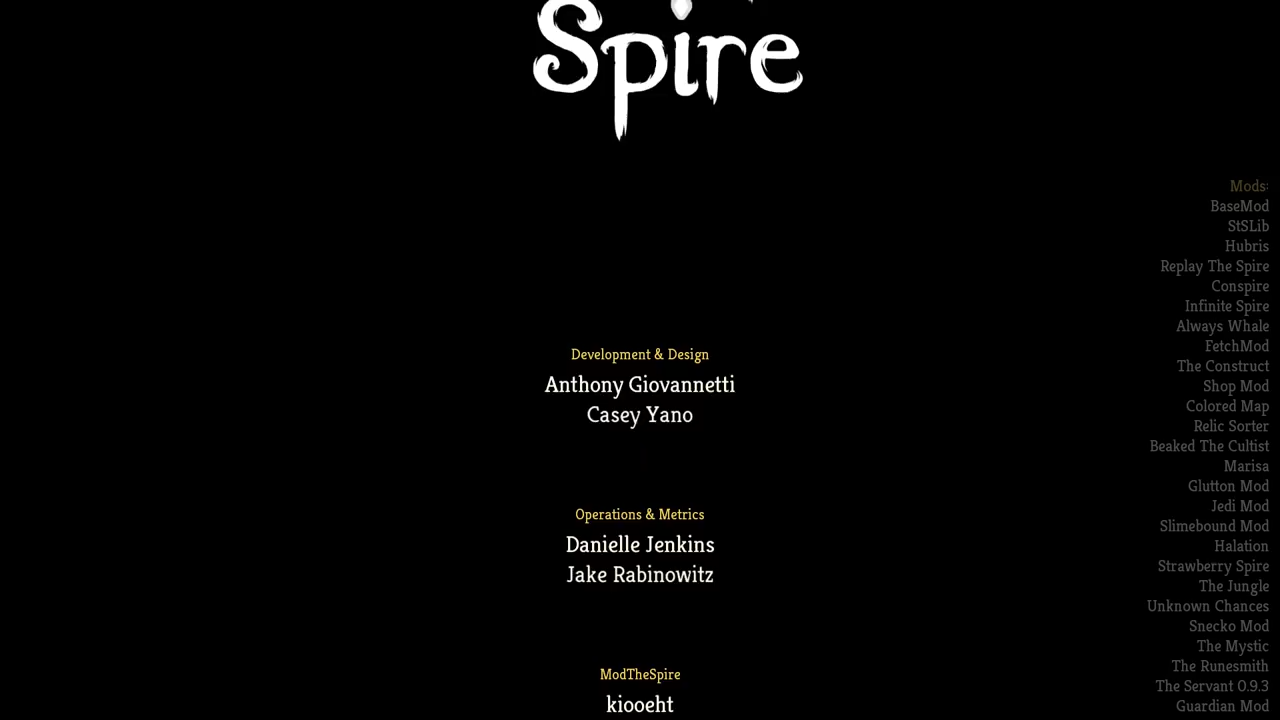 Spire
Development & Design
Anthony Giovannetti
Casey Yano
Operations & Metrics
Danielle Jenkins
Jake Rabinowitz
ModTheSpire
kiooeht
Mods:
BaseMod
StSLib
Hubris
Replay The Spire
Conspire
Infinite Spire
Always Whale
FetchMod
The Construct
Shop Mod
Colored Map
Relic Sorter
Beaked The Cultist
Marisa
Glutton Mod
Jedi Mod
Slimebound Mod
Halation
Strawberry Spire
The Jungle
Unknown Chances
Snecko Mod
The Mystic
The Runesmith
The Servant 0.9.3
Guardian Mod